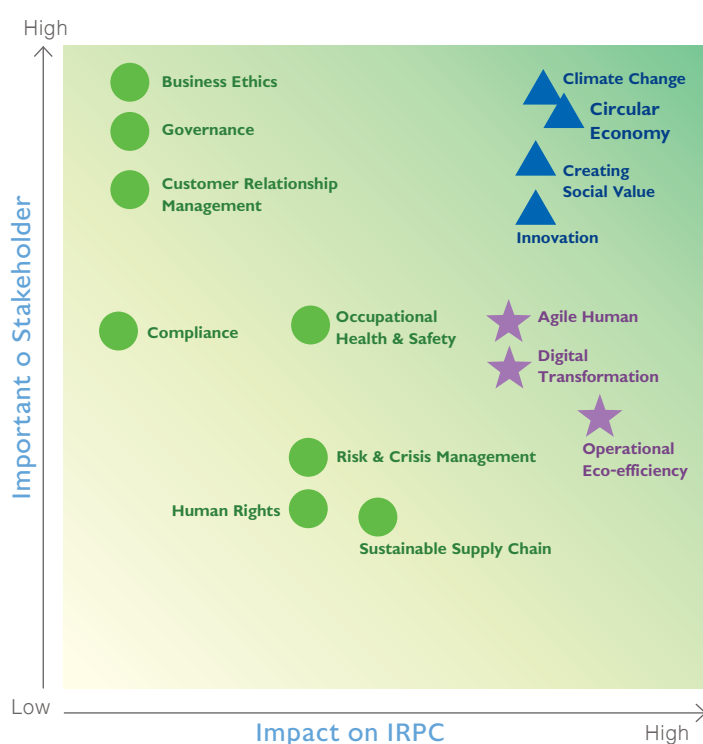 High
Important o Stakeholder
Business Ethics
Governance
Customer Relationship
Management
Climate Change
Circular
Economy
Creating
Social Value
Innovation
Compliance
Occupational
Health & Safety
Agile Human
Digital
Transformation
Operational
Eco-efficiency
Risk & Crisis Management
Human Rights
Sustainable Supply Chain
Low
Impact on IRPC
High